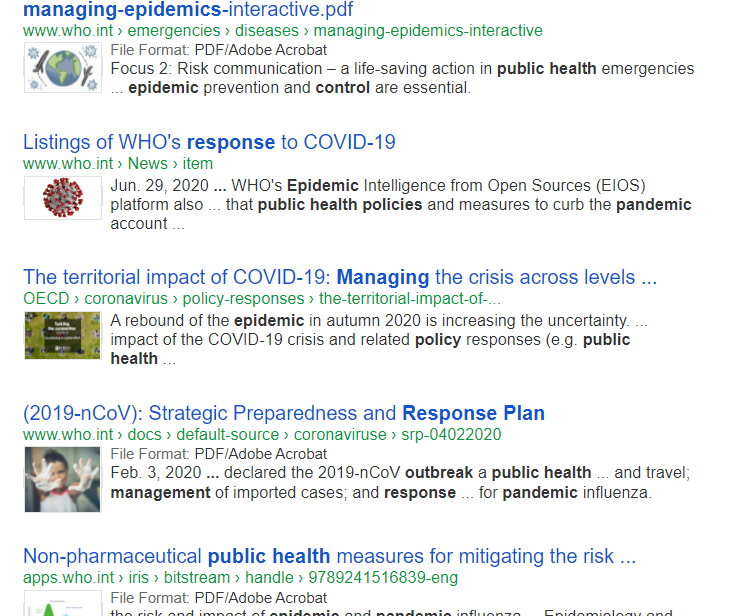 managing-epidemics-interactive.pdf
www.who.int › emergencies › diseases › managing-epidemics-interactive
File Format: PDF/Adobe Acrobat
Focus 2: Risk communication – a life-saving action in public health emergencies
... epidemic prevention and control are essential.
Listings of WHO's response to COVID-19
www.who.int › News › item
Jun. 29, 2020 ... WHO's Epidemic Intelligence from Open Sources (EIOS)
platform also ... that public health policies and measures to curb the pandemic
account ...
The territorial impact of COVID-19: Managing the crisis across levels ...
OECD › coronavirus › policy-responses › the-territorial-impact-of-...
A rebound of the epidemic in autumn 2020 is increasing the uncertainty. ...
impact of the COVID-19 crisis and related policy responses (e.g. public
health ...
(2019-nCoV): Strategic Preparedness and Response Plan
www.who.int › docs › default-source › coronaviruse › srp-04022020
File Format: PDF/Adobe Acrobat
Feb. 3, 2020 ... declared the 2019-nCoV outbreak a public health ... and travel;
management of imported cases; and response ... for pandemic influenza.
Non-pharmaceutical public health measures for mitigating the risk ...
apps.who.int › iris › bitstream › handle › 9789241516839-eng
File Format: PDF/Adobe Acrobat
the risk and impact of epidemic and pandemic influenza ... Epidemiology and